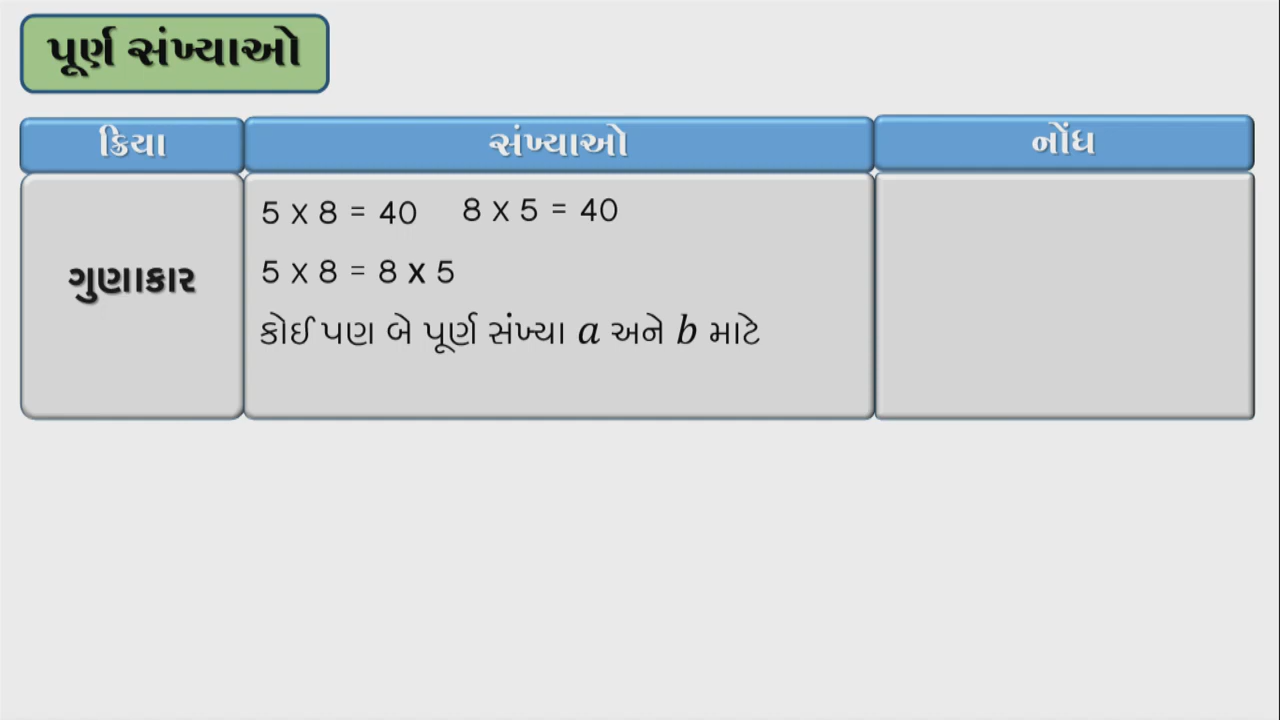 પૂર્ણ સંખ્યાઓ
ક્રિયા સંખ્યાઓ નોંધ
ગુણાકાર
5 x 8 = 40 8 x 5 = 40
5 x 8 = 8 x 5
કોઈ પણ બે પૂર્ણ સંખ્યા a અને b માટે